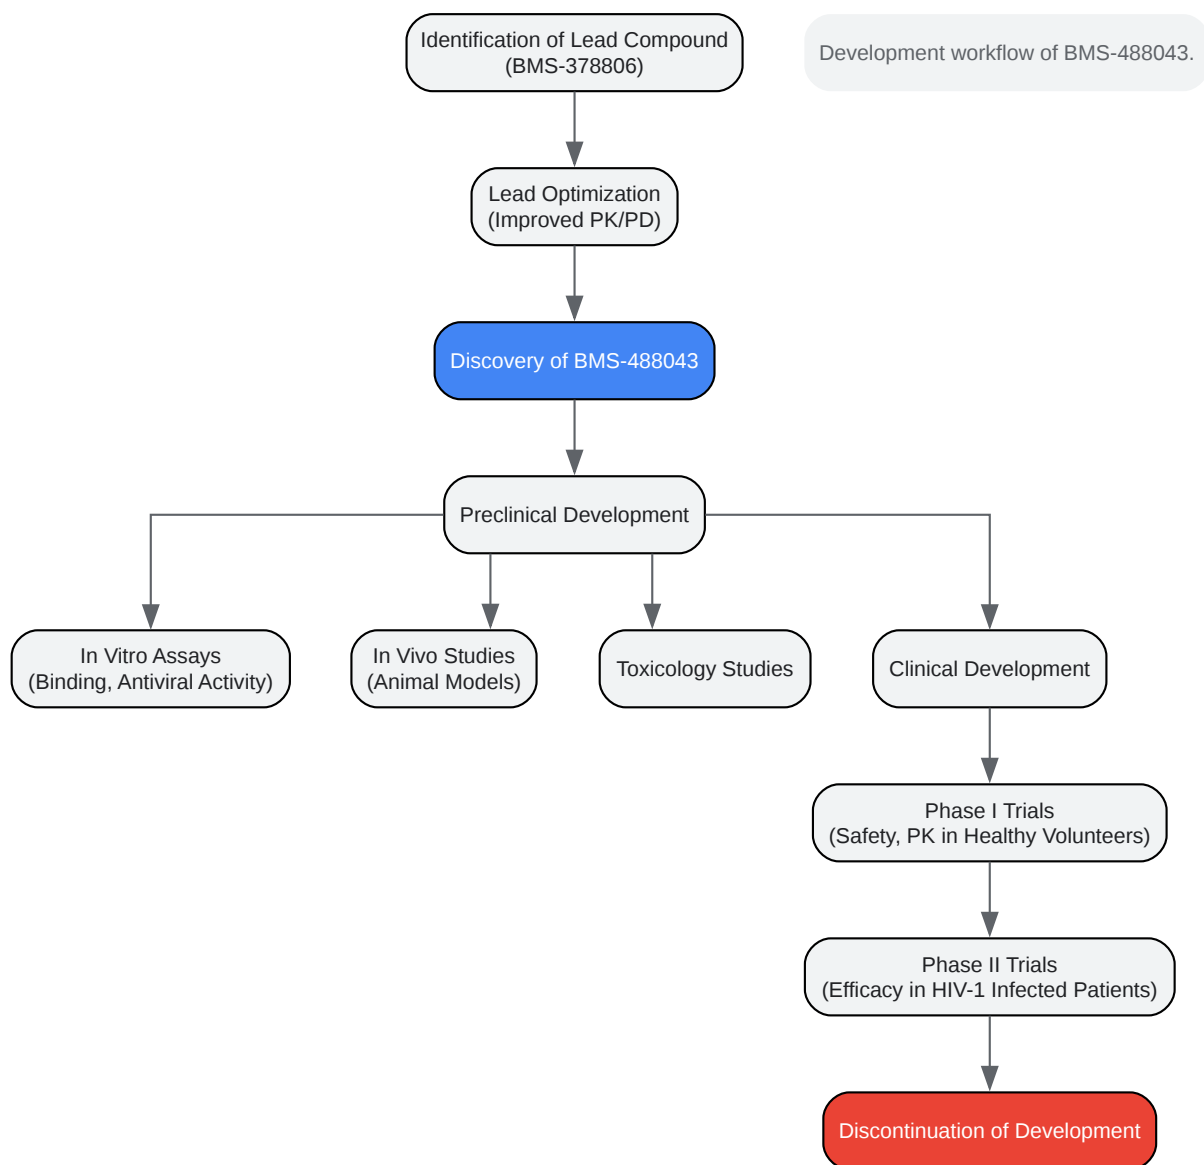 Identification of Lead Compound
(BMS-378806)
Development workflow of BMS-488043.
Lead Optimization
(Improved PK/PD)
Discovery of BMS-488043
Preclinical Development
In Vitro Assays
(Binding, Antiviral Activity)
In Vivo Studies
(Animal Models)
Toxicology Studies
Clinical Development
Phase I Trials
(Safety, PK in Healthy Volunteers)
Phase II Trials
(Efficacy in HIV-1 Infected Patients)
Discontinuation of Development